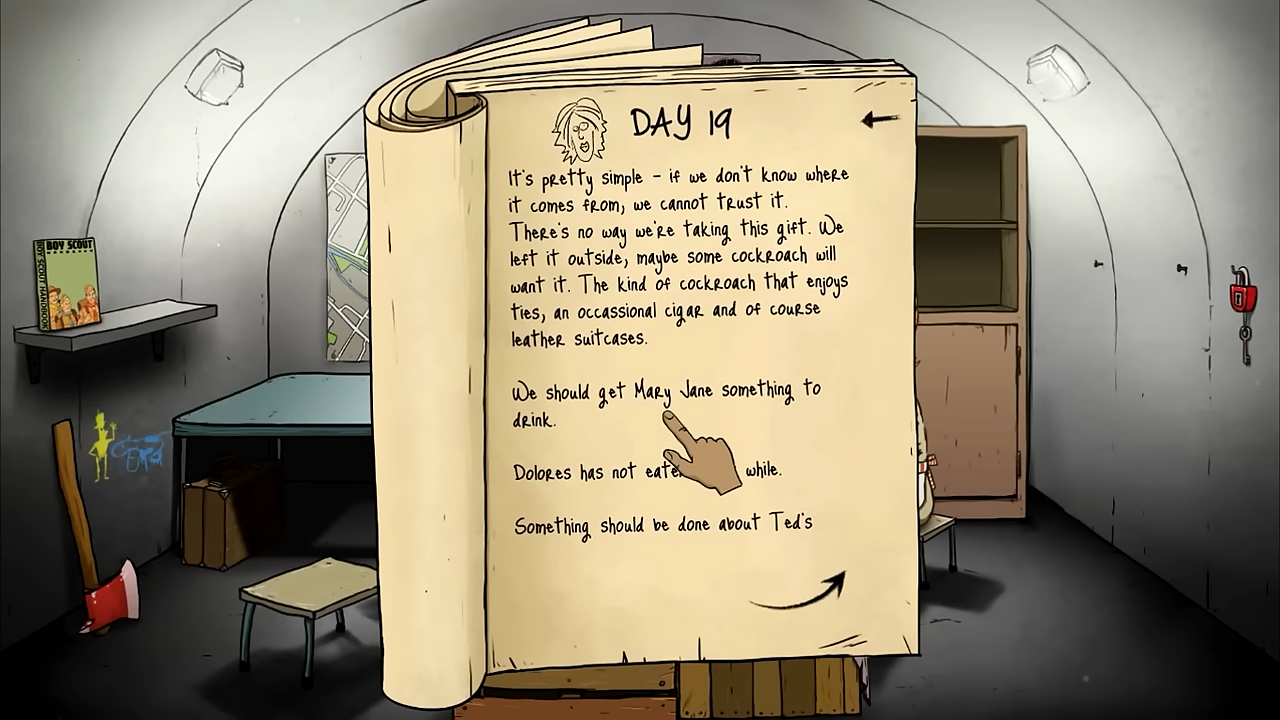 DAY 19
It's pretty simple - if we don't know where
it comes from, we cannot trust it.
There's no way we're taking this gift. We
left it outside, maybe some cockroach will
want it. The kind of cockroach that enjoys
ties, an occassional cigar and of course
leather suitcases.
We should get Mary Jane something to
drink.
Dolores has not eate while.
Something should be done about Ted's
BOY SCOUT
BOY SCOUT HANDBOOK